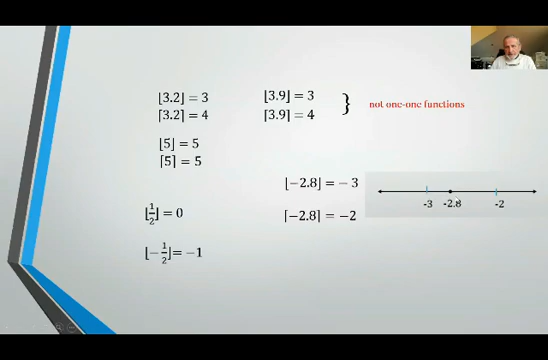 ⌊3.2⌋ = 3
⌈3.2⌉ = 4
⌊3.9⌋ = 3
⌈3.9⌉ = 4
} not one-one functions
⌊5⌋ = 5
⌈5⌉ = 5
⌊−2.8⌋ = − 3
⌈−2.8⌉ = −2
-3 -2.8 -2
⌊1/2⌋ = 0
⌊−1/2⌋= −1